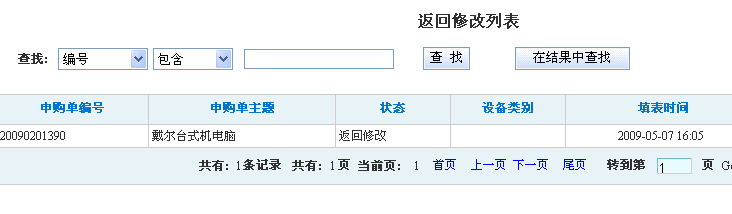 返回修改列表
查找: 编号 包含 查 找 在结果中查找
申购单编号 申购单主题 状态 设备类别 填表时间
20090201390 戴尔台式机电脑 返回修改 2009-05-07 16:05
共有: 1条记录 共有: 1页 当前页: 1 首页 上一页 下一页 尾页 转到第 1 页